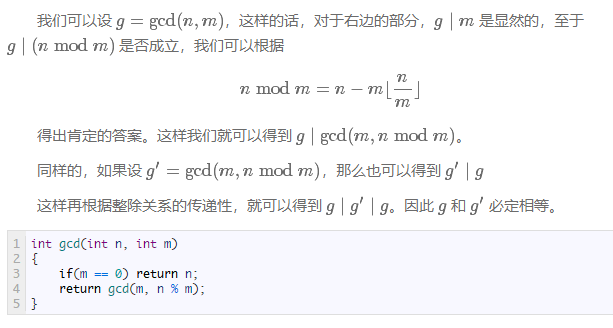 我们可以设 g = gcd(n, m)，这样的话，对于右边的部分，g | m 是显然的，至于
g | (n mod m) 是否成立，我们可以根据
n mod m = n − m⌊n/m⌋
得出肯定的答案。这样我们就可以得到 g | gcd(m, n mod m)。
同样的，如果设 g′ = gcd(m, n mod m)，那么也可以得到 g′ | g
这样再根据整除关系的传递性，就可以得到 g | g′ | g。因此 g 和 g′ 必定相等。
1 int gcd(int n, int m)
2 {
3     if(m == 0) return n;
4     return gcd(m, n % m);
5 }